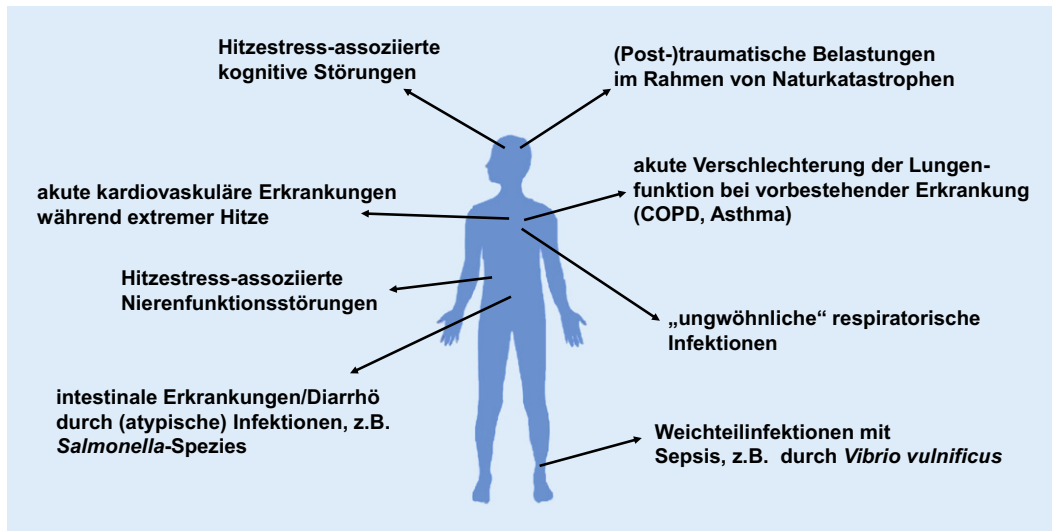 Hitzestress-assoziierte
kognitive Störungen
(Post-)traumatische Belastungen
im Rahmen von Naturkatastrophen
akute kardiovaskuläre Erkrankungen
während extremer Hitze
akute Verschlechterung der Lungen-
funktion bei vorbestehender Erkrankung
(COPD, Asthma)
Hitzestress-assoziierte
Nierenfunktionsstörungen
„ungwöhnliche“ respiratorische
Infektionen
intestinale Erkrankungen/Diarrhö
durch (atypische) Infektionen, z.B.
Salmonella-Spezies
Weichteilinfektionen mit
Sepsis, z.B. durch Vibrio vulnificus